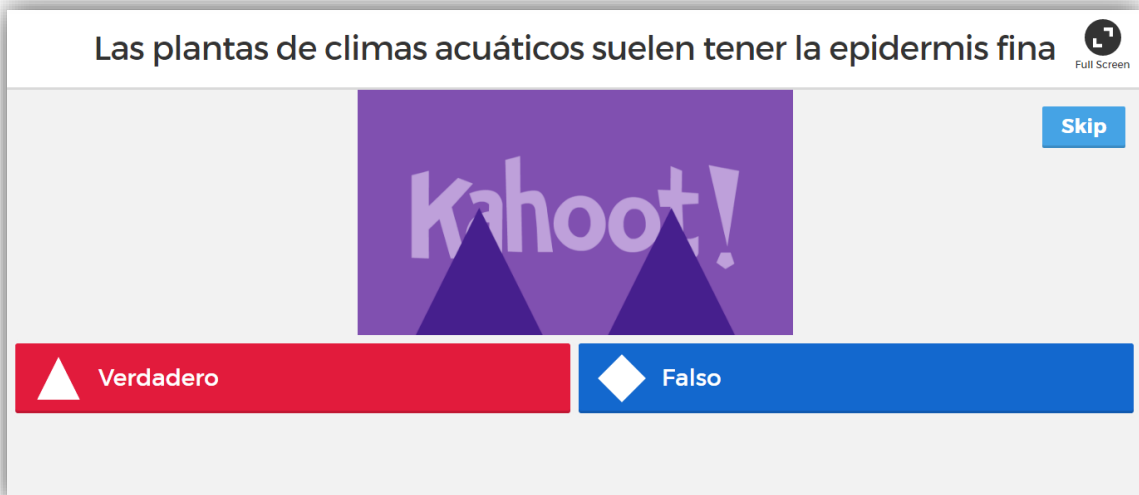 Las plantas de climas acuáticos suelen tener la epidermis fina
Full Screen
Skip
Kahoot!
Verdadero
Falso